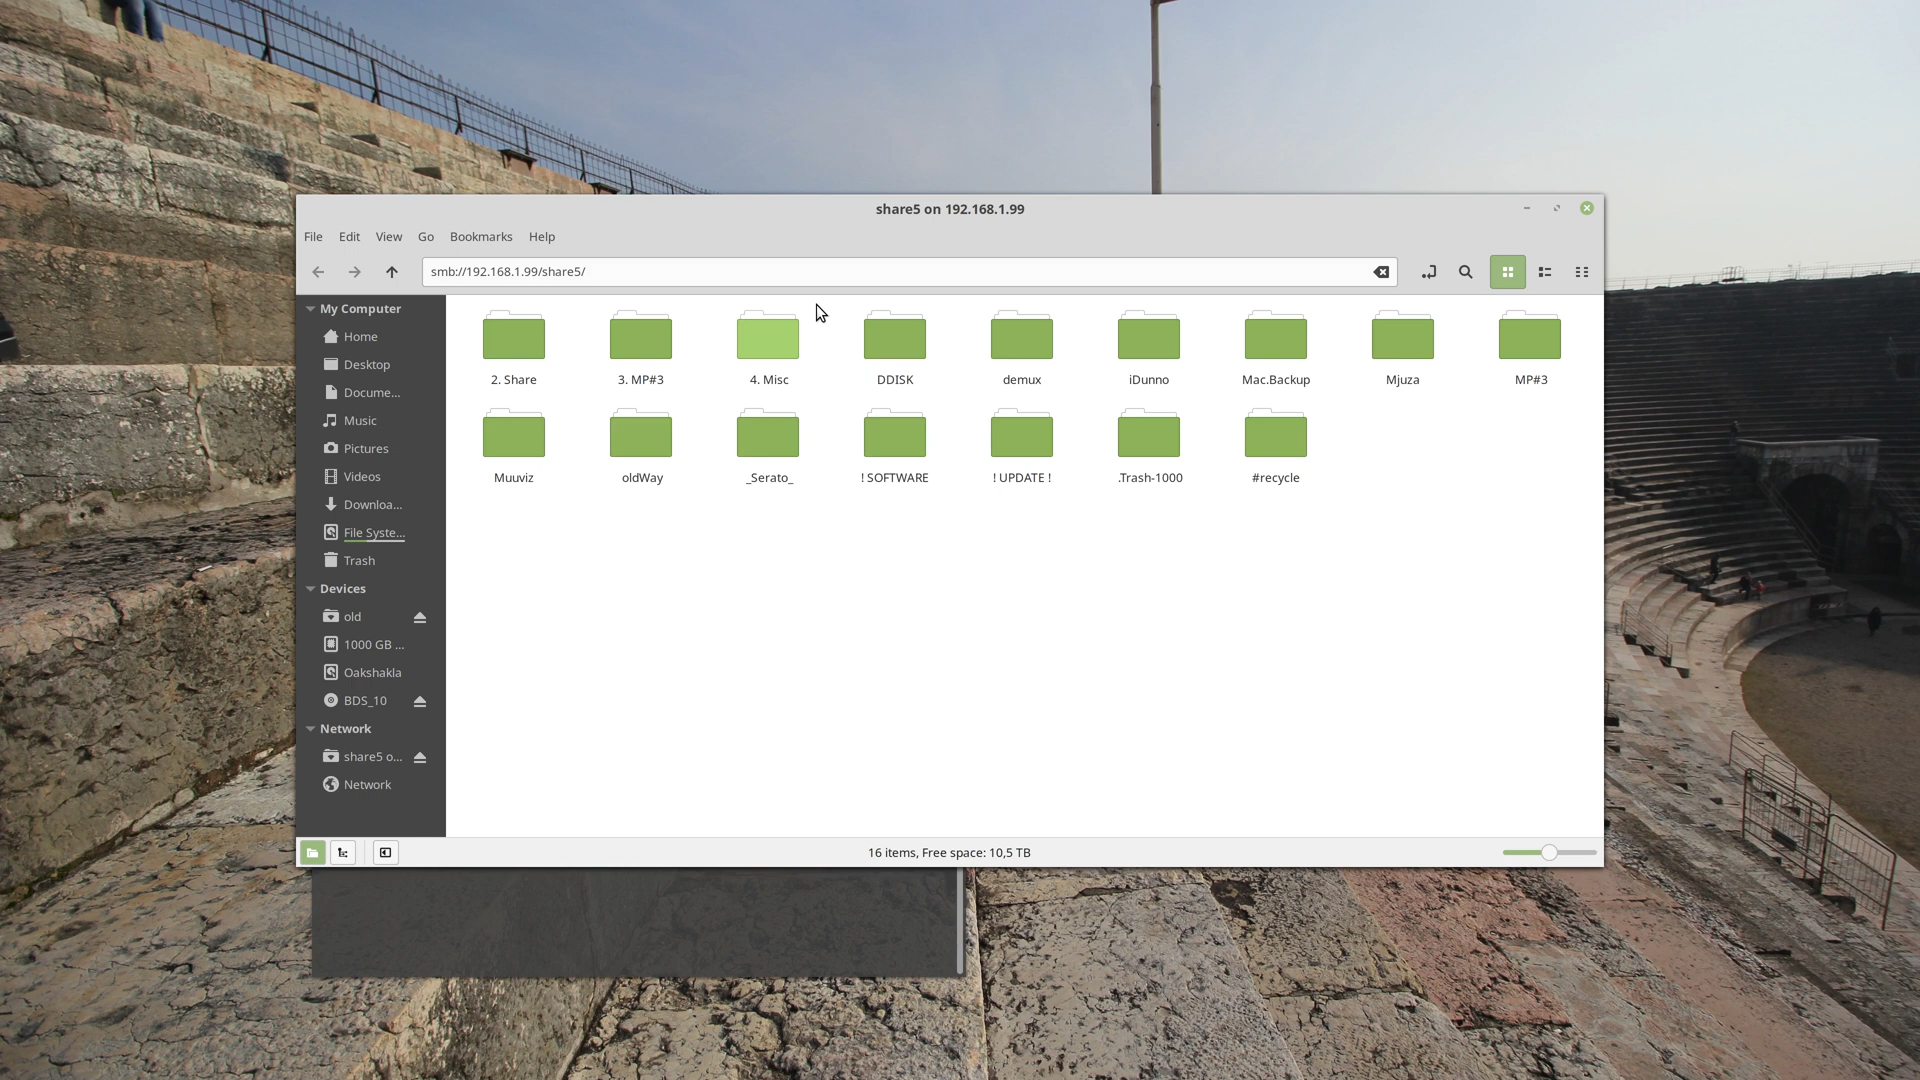 share5 on 192.168.1.99
File Edit View Go Bookmarks Help
smb://192.168.1.99/share5/
My Computer
Home
Desktop
Docume...
Music
Pictures
Videos
Downloa...
File Syste...
Trash
Devices
old
1000 GB ...
Oakshakla
BDS_10
Network
share5 o...
Network
2. Share 3. MP#3 4. Misc DDISK demux iDunno Mac.Backup Mjuza MP#3
Muuviz oldWay _Serato_ ! SOFTWARE ! UPDATE ! .Trash-1000 #recycle
16 items, Free space: 10,5 TB